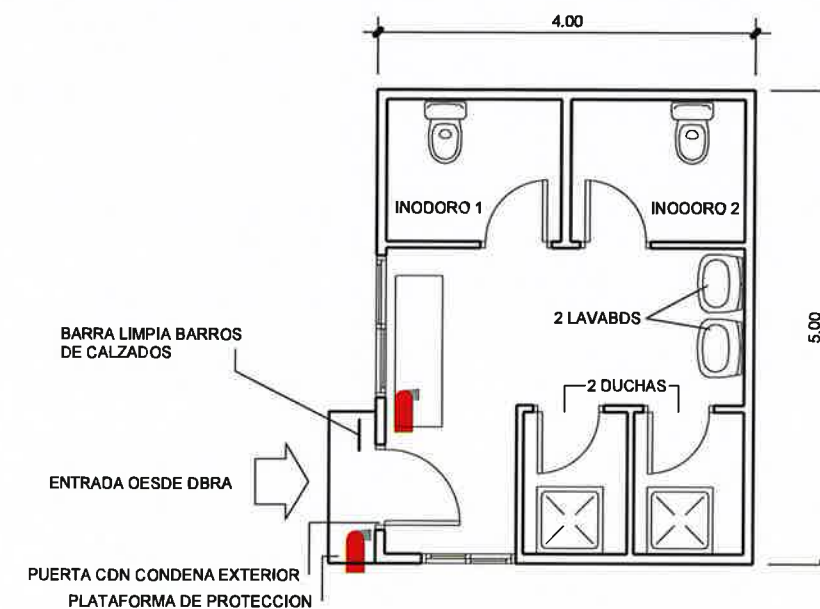 4.00
INODORO 1
INOOORO 2
2 LAVABDS
5.00
BARRA LIMPIA BARROS
DE CALZADOS
2 DUCHAS
ENTRADA OESDE DBRA
PUERTA CDN CONDENA EXTERIOR
PLATAFORMA DE PROTECCION